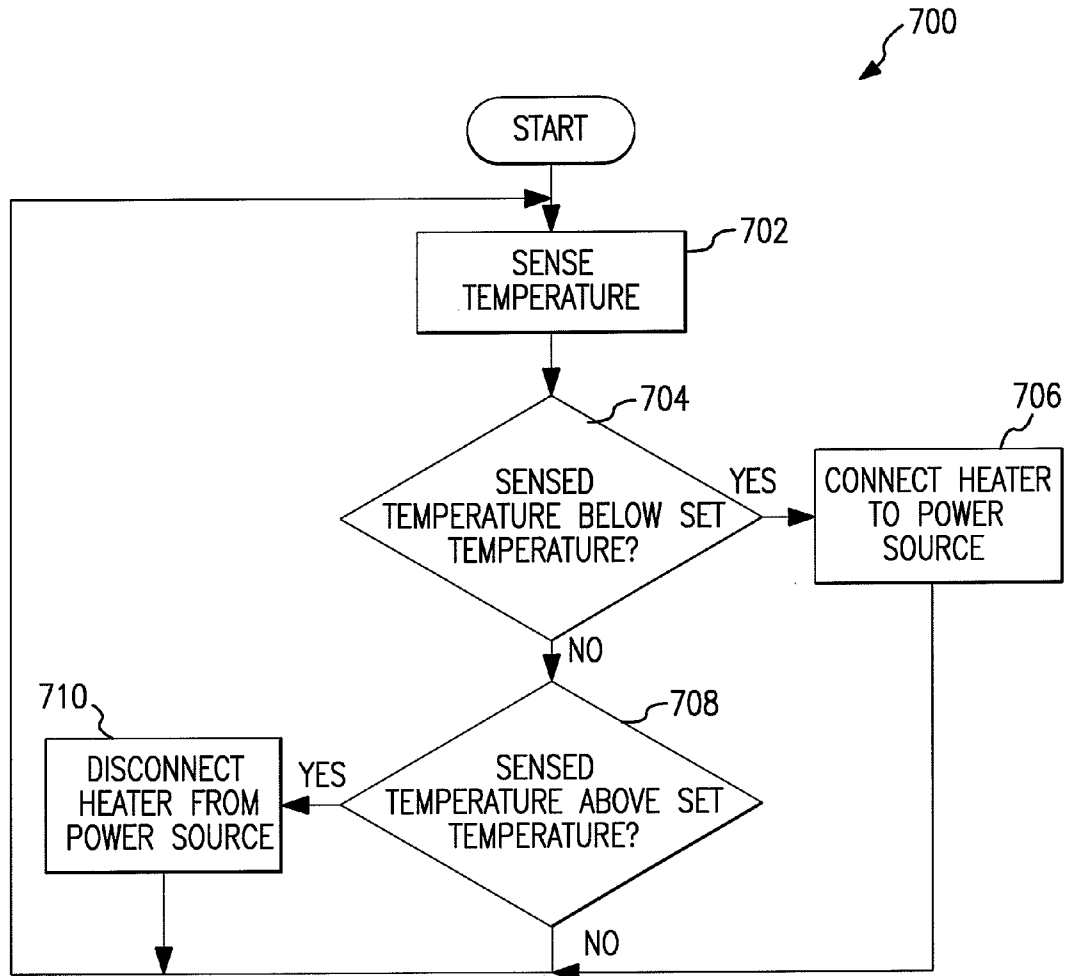 700
START
702
SENSE
TEMPERATURE
704
SENSED
TEMPERATURE BELOW SET
TEMPERATURE?
YES
706
CONNECT HEATER
TO POWER
SOURCE
NO
708
SENSED
TEMPERATURE ABOVE SET
TEMPERATURE?
YES
710
DISCONNECT
HEATER FROM
POWER SOURCE
NO